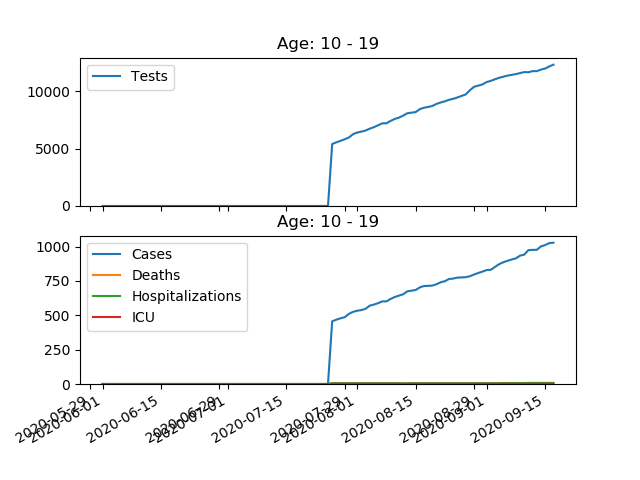 Age: 10 - 19
Tests
10000
5000
0
Age: 10 - 19
Cases
Deaths
Hospitalizations
ICU
1000
750
500
250
0
2020-05-29
2020-06-01
2020-06-15
2020-06-29
2020-07-01
2020-07-15
2020-07-29
2020-08-01
2020-08-15
2020-08-29
2020-09-01
2020-09-15